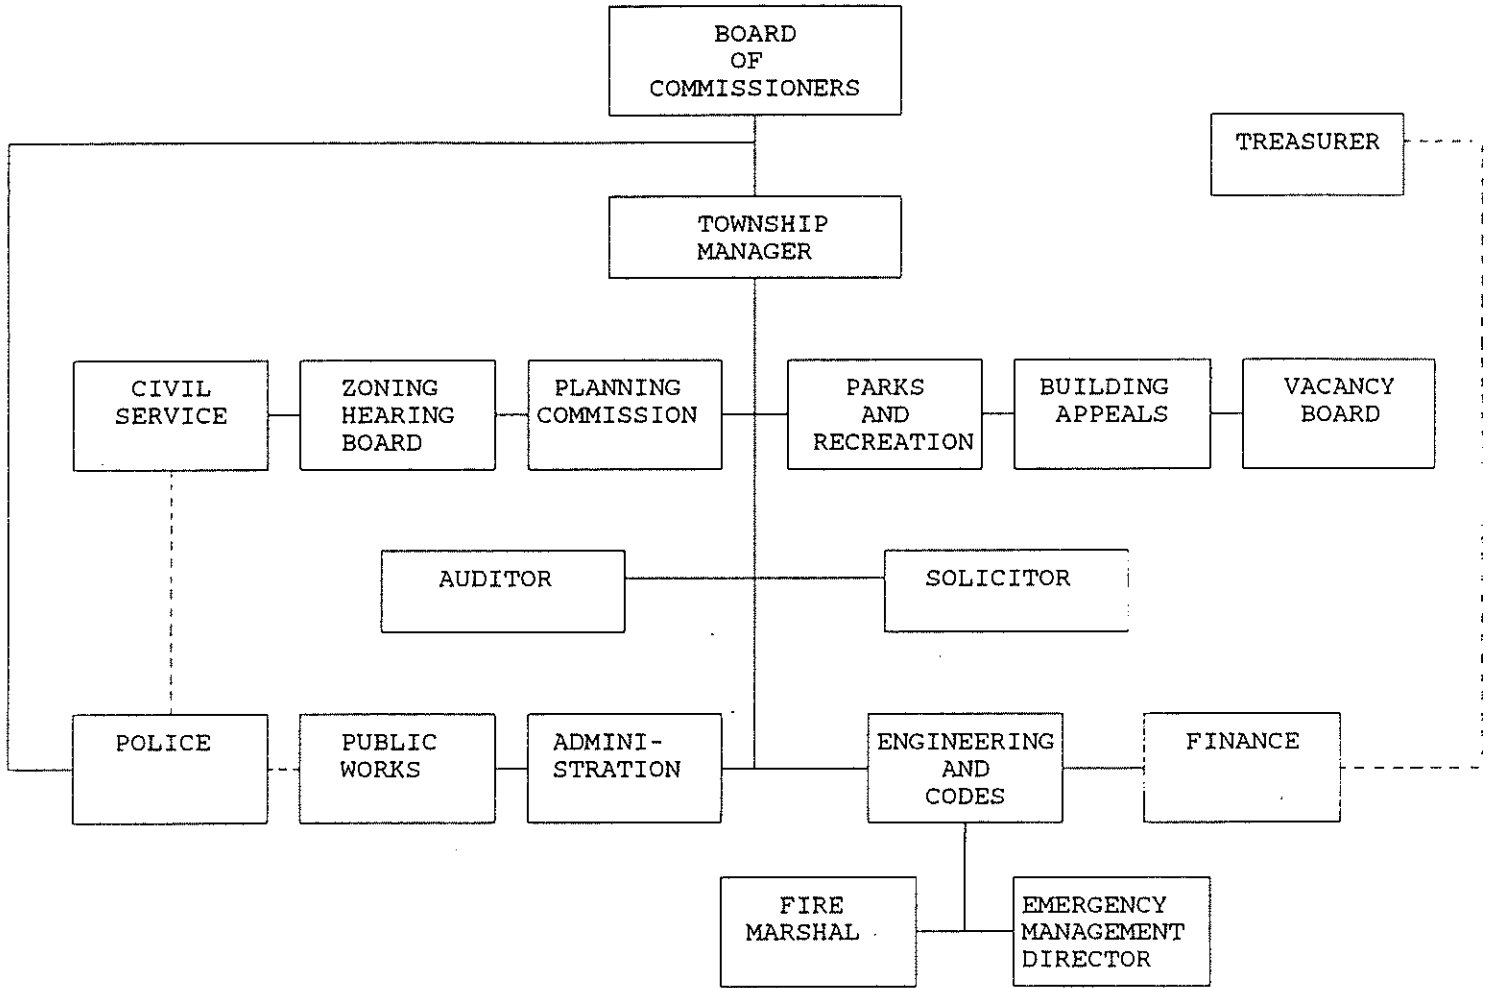 BOARD
OF
COMMISSIONERS
TREASURER
TOWNSHIP
MANAGER
CIVIL
SERVICE
ZONING
HEARING
BOARD
PLANNING
COMMISSION
PARKS
AND
RECREATION
BUILDING
APPEALS
VACANCY
BOARD
AUDITOR
SOLICITOR
POLICE
PUBLIC
WORKS
ADMINI-
STRATION
ENGINEERING
AND
CODES
FINANCE
FIRE
MARSHAL
EMERGENCY
MANAGEMENT
DIRECTOR